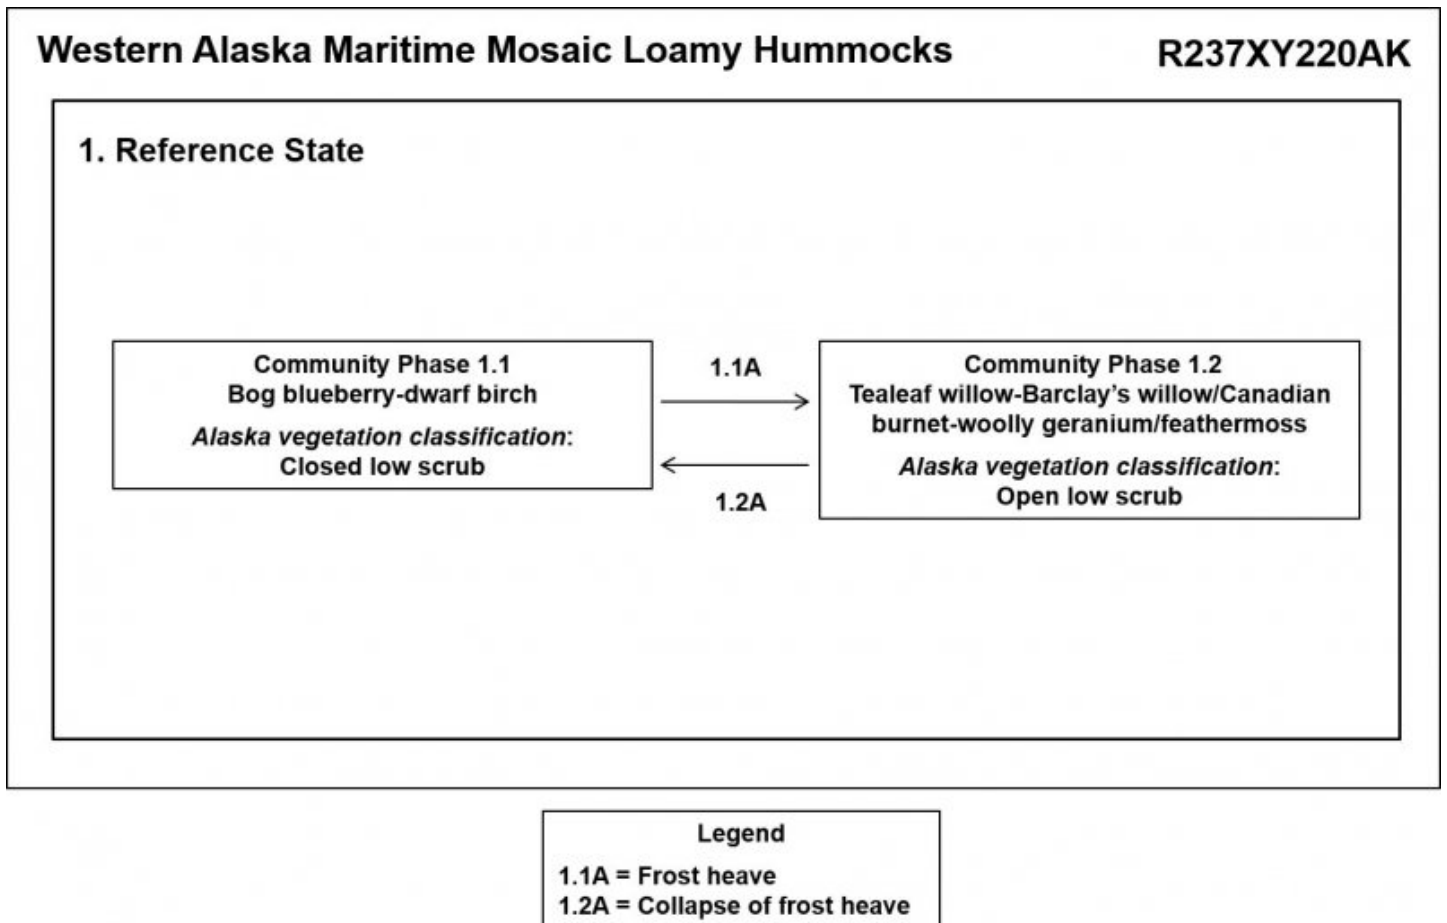 Western Alaska Maritime Mosaic Loamy Hummocks R237XY220AK
1. Reference State
Community Phase 1.1
Bog blueberry-dwarf birch
Alaska vegetation classification:
Closed low scrub
1.1A
1.2A
Community Phase 1.2
Tealeaf willow-Barclay's willow/Canadian
burnet-woolly geranium/feathermoss
Alaska vegetation classification:
Open low scrub
Legend
1.1A = Frost heave
1.2A = Collapse of frost heave